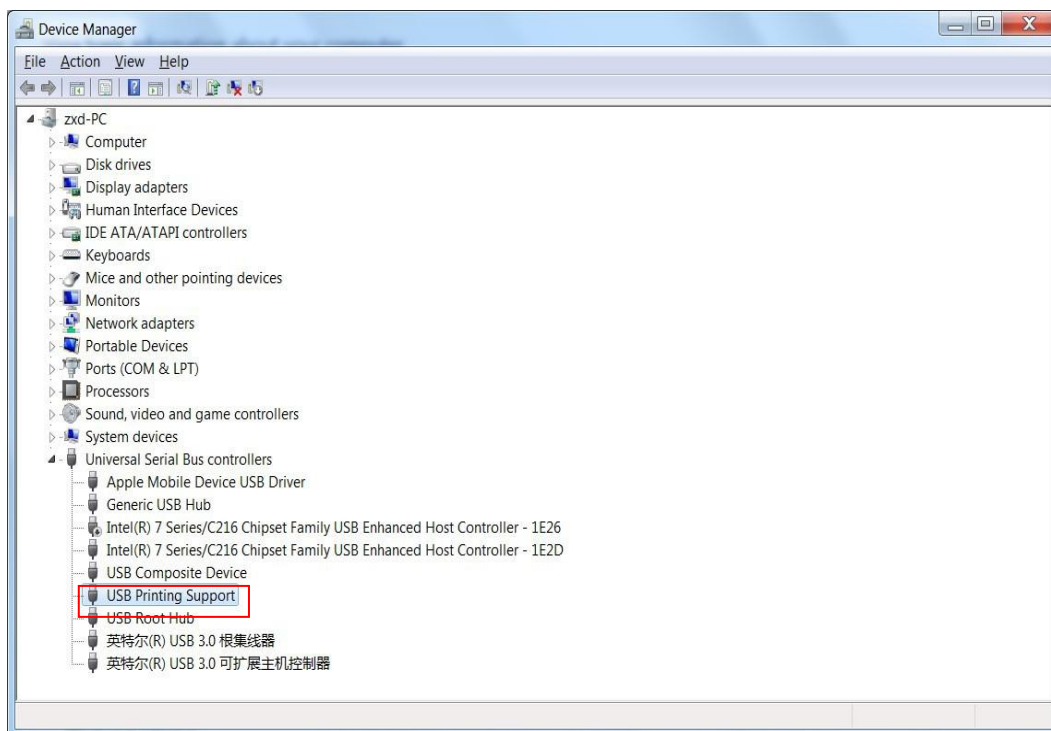 Device Manager
File Action View Help
zxd-PC
Computer
Disk drives
Display adapters
Human Interface Devices
IDE ATA/ATAPI controllers
Keyboards
Mice and other pointing devices
Monitors
Network adapters
Portable Devices
Ports (COM & LPT)
Processors
Sound, video and game controllers
System devices
Universal Serial Bus controllers
Apple Mobile Device USB Driver
Generic USB Hub
Intel(R) 7 Series/C216 Chipset Family USB Enhanced Host Controller - 1E26
Intel(R) 7 Series/C216 Chipset Family USB Enhanced Host Controller - 1E2D
USB Composite Device
USB Printing Support
USB Root Hub
英特尔(R) USB 3.0 根集线器
英特尔(R) USB 3.0 可扩展主机控制器